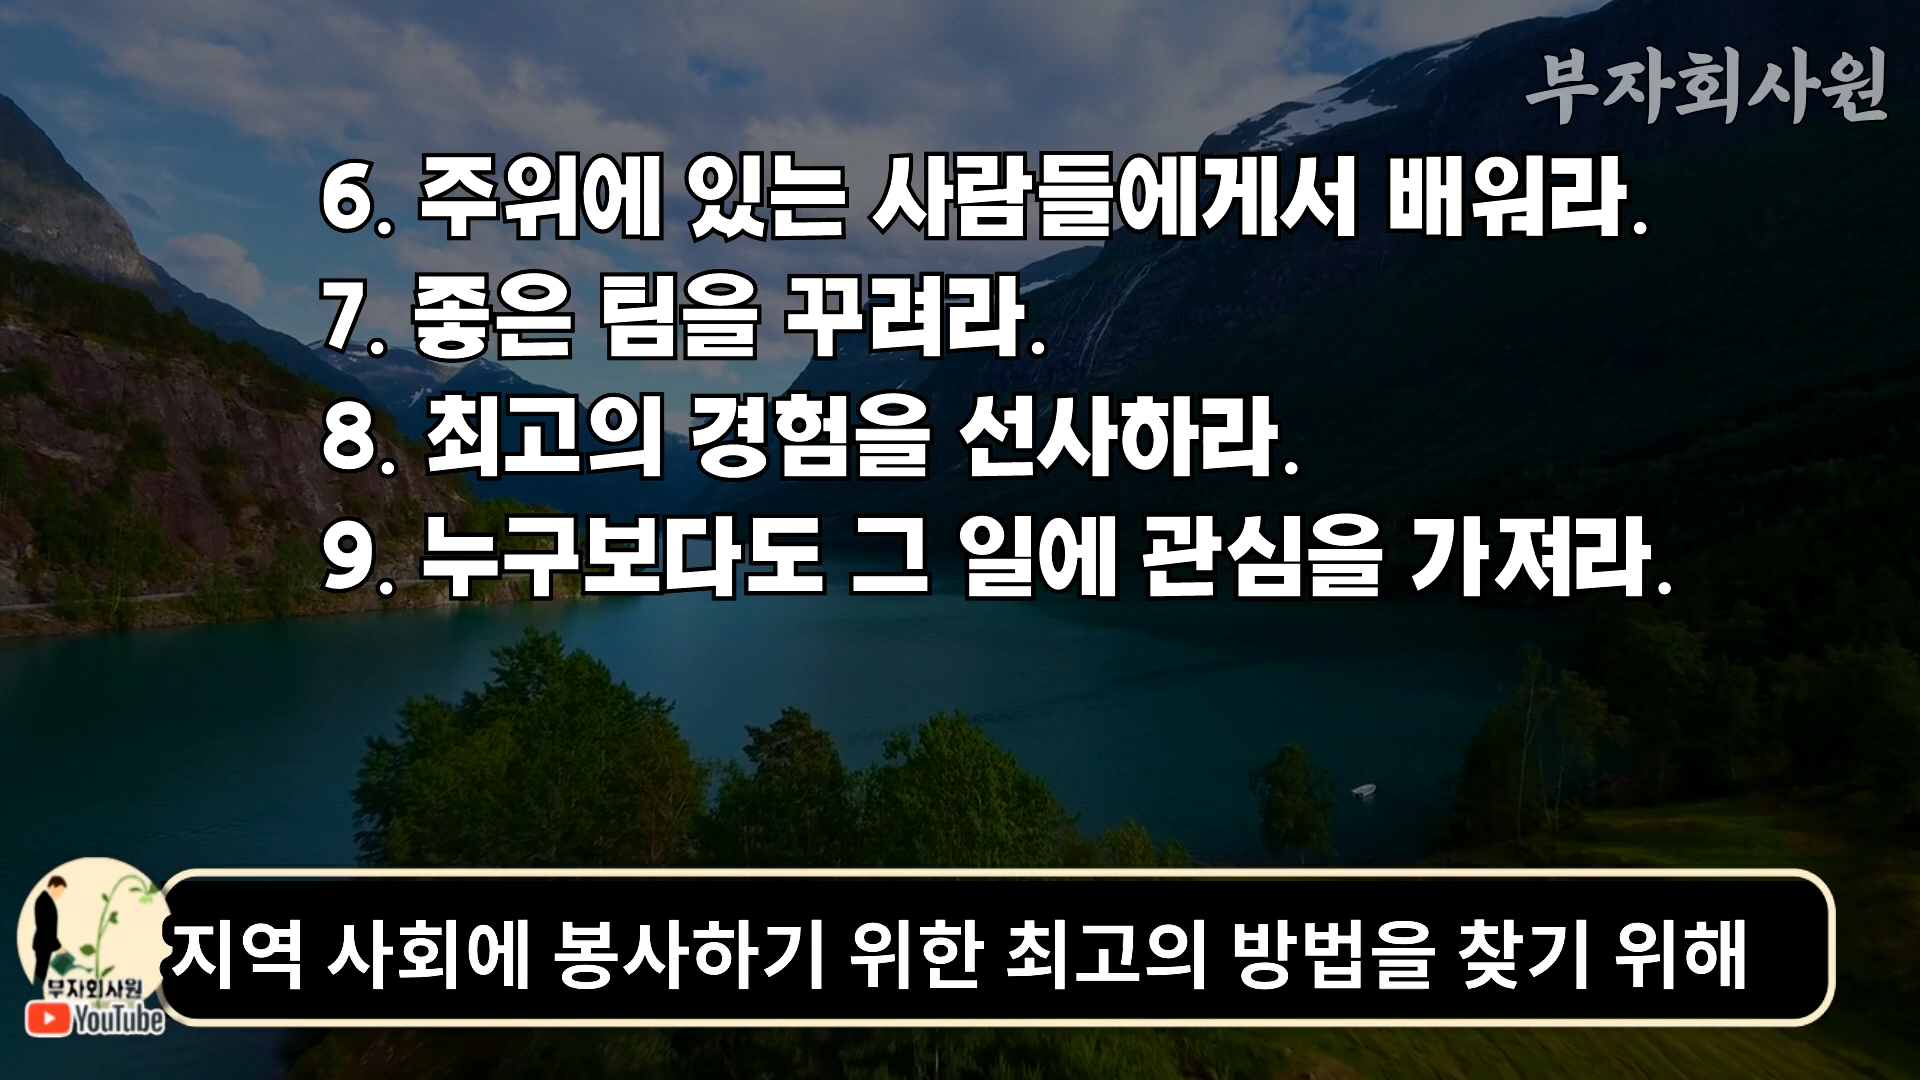 부자회사원
6. 주위에 있는 사람들에게서 배워라.
7. 좋은 팀을 꾸려라.
8. 최고의 경험을 선사하라.
9. 누구보다도 그 일에 관심을 가져라.
지역 사회에 봉사하기 위한 최고의 방법을 찾기 위해
부자회사원
YouTube